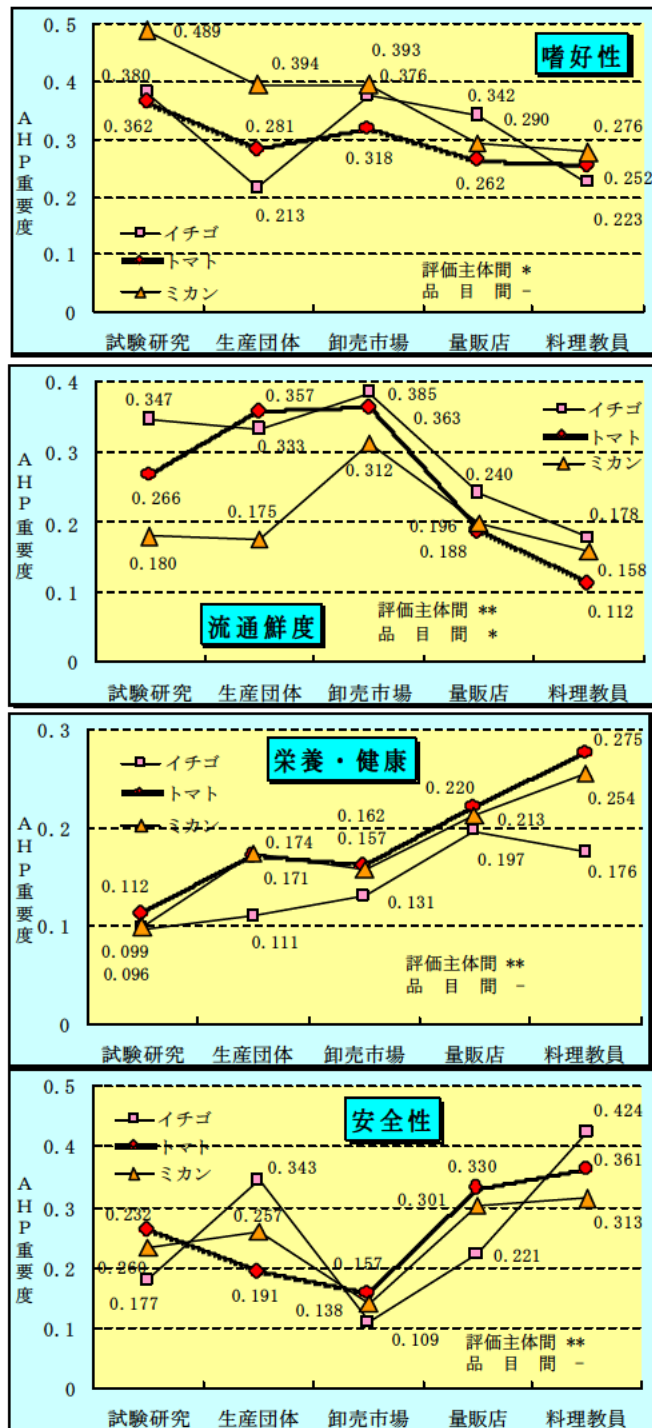 嗜好性
AHP重要度
0.5
0.4
0.3
0.2
0.1
0
0.489
0.380
0.362
0.394
0.281
0.213
0.393
0.376
0.318
0.342
0.290
0.262
0.276
0.252
0.223
イチゴ
トマト
ミカン
評価主体間 *
品目間 −
試験研究 生産団体 卸売市場 量販店 料理教員
AHP重要度
0.4
0.3
0.2
0.1
0
0.347
0.266
0.180
0.357
0.333
0.175
0.385
0.363
0.312
0.240
0.196
0.188
0.178
0.158
0.112
イチゴ
トマト
ミカン
流通鮮度
評価主体間 **
品目間 *
試験研究 生産団体 卸売市場 量販店 料理教員
栄養・健康
AHP重要度
0.3
0.2
0.1
0
イチゴ
トマト
ミカン
0.112
0.099
0.096
0.174
0.171
0.111
0.162
0.157
0.131
0.220
0.213
0.197
0.275
0.254
0.176
評価主体間 **
品目間 −
試験研究 生産団体 卸売市場 量販店 料理教員
安全性
AHP重要度
0.5
0.4
0.3
0.2
0.1
0
イチゴ
トマト
ミカン
0.232
0.260
0.177
0.343
0.257
0.191
0.157
0.138
0.109
0.330
0.301
0.221
0.424
0.361
0.313
評価主体間 **
品目間 −
試験研究 生産団体 卸売市場 量販店 料理教員